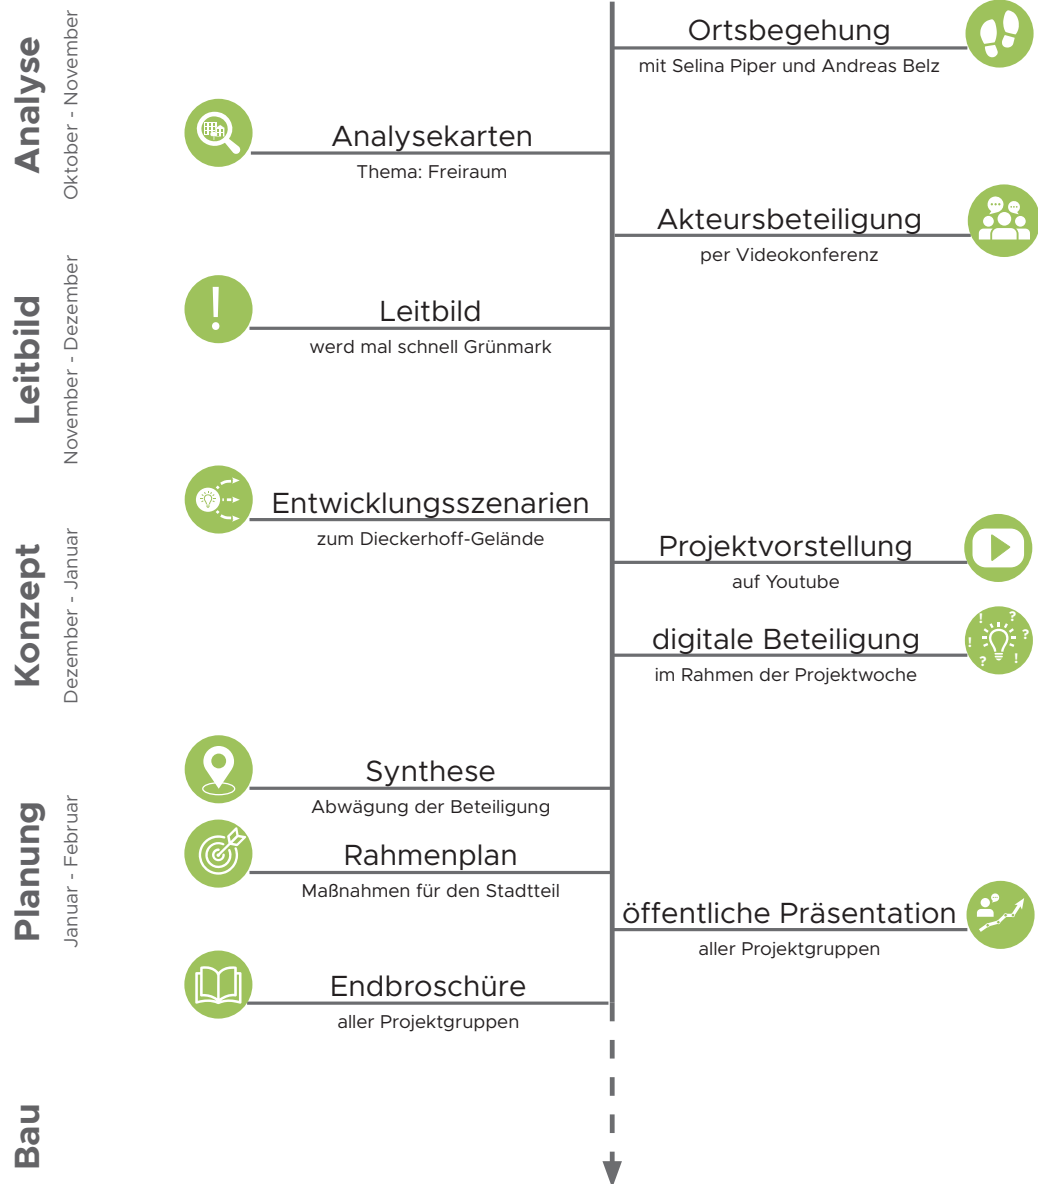 Analyse
Oktober - November
Ortsbegehung
mit Selina Piper und Andreas Belz
Analysekarten
Thema: Freiraum
Akteursbeteiligung
per Videokonferenz
Leitbild
November - Dezember
Leitbild
werd mal schnell Grünmark
Konzept
Dezember - Januar
Entwicklungsszenarien
zum Dieckerhoff-Gelände
Projektvorstellung
auf Youtube
digitale Beteiligung
im Rahmen der Projektwoche
Planung
Januar - Februar
Synthese
Abwägung der Beteiligung
Rahmenplan
Maßnahmen für den Stadtteil
öffentliche Präsentation
aller Projektgruppen
Endbroschüre
aller Projektgruppen
Bau